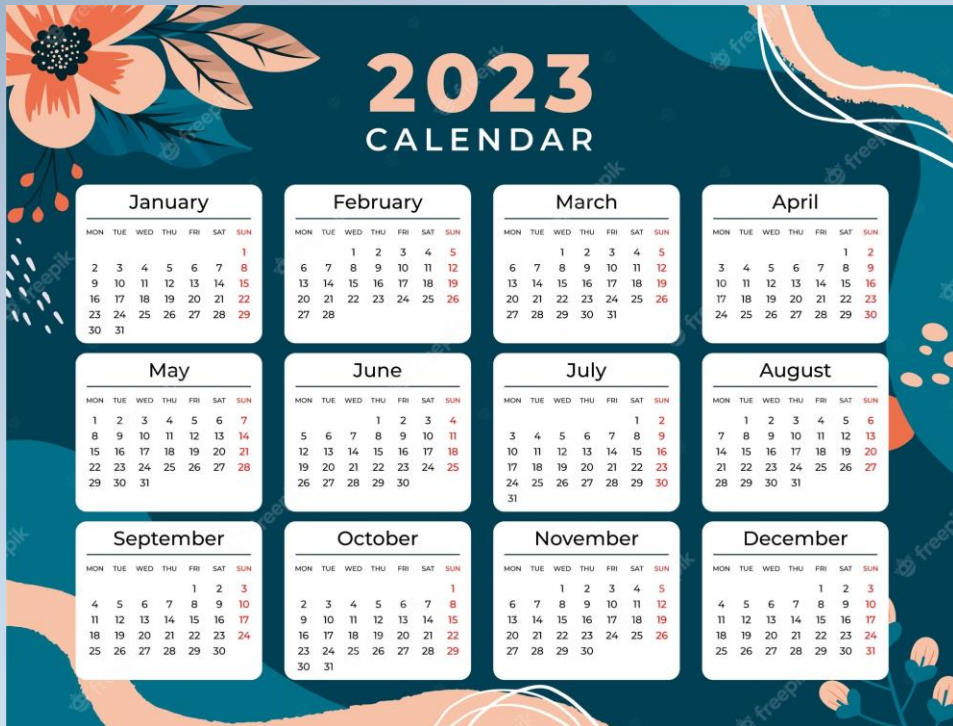 2023
CALENDAR
January
MON TUE WED THU FRI SAT SUN
1
2 3 4 5 6 7 8
9 10 11 12 13 14 15
16 17 18 19 20 21 22
23 24 25 26 27 28 29
30 31
February
MON TUE WED THU FRI SAT SUN
1 2 3 4 5
6 7 8 9 10 11 12
13 14 15 16 17 18 19
20 21 22 23 24 25 26
27 28
March
MON TUE WED THU FRI SAT SUN
1 2 3 4 5
6 7 8 9 10 11 12
13 14 15 16 17 18 19
20 21 22 23 24 25 26
27 28 29 30 31
April
MON TUE WED THU FRI SAT SUN
1 2
3 4 5 6 7 8 9
10 11 12 13 14 15 16
17 18 19 20 21 22 23
24 25 26 27 28 29 30
May
MON TUE WED THU FRI SAT SUN
1 2 3 4 5 6 7
8 9 10 11 12 13 14
15 16 17 18 19 20 21
22 23 24 25 26 27 28
29 30 31
June
MON TUE WED THU FRI SAT SUN
1 2 3 4
5 6 7 8 9 10 11
12 13 14 15 16 17 18
19 20 21 22 23 24 25
26 27 28 29 30
July
MON TUE WED THU FRI SAT SUN
1 2
3 4 5 6 7 8 9
10 11 12 13 14 15 16
17 18 19 20 21 22 23
24 25 26 27 28 29 30
31
August
MON TUE WED THU FRI SAT SUN
1 2 3 4 5 6
7 8 9 10 11 12 13
14 15 16 17 18 19 20
21 22 23 24 25 26 27
28 29 30 31
September
MON TUE WED THU FRI SAT SUN
1 2 3
4 5 6 7 8 9 10
11 12 13 14 15 16 17
18 19 20 21 22 23 24
25 26 27 28 29 30
October
MON TUE WED THU FRI SAT SUN
1
2 3 4 5 6 7 8
9 10 11 12 13 14 15
16 17 18 19 20 21 22
23 24 25 26 27 28 29
30 31
November
MON TUE WED THU FRI SAT SUN
1 2 3 4 5
6 7 8 9 10 11 12
13 14 15 16 17 18 19
20 21 22 23 24 25 26
27 28 29 30
December
MON TUE WED THU FRI SAT SUN
1 2 3
4 5 6 7 8 9 10
11 12 13 14 15 16 17
18 19 20 21 22 23 24
25 26 27 28 29 30 31
freepik